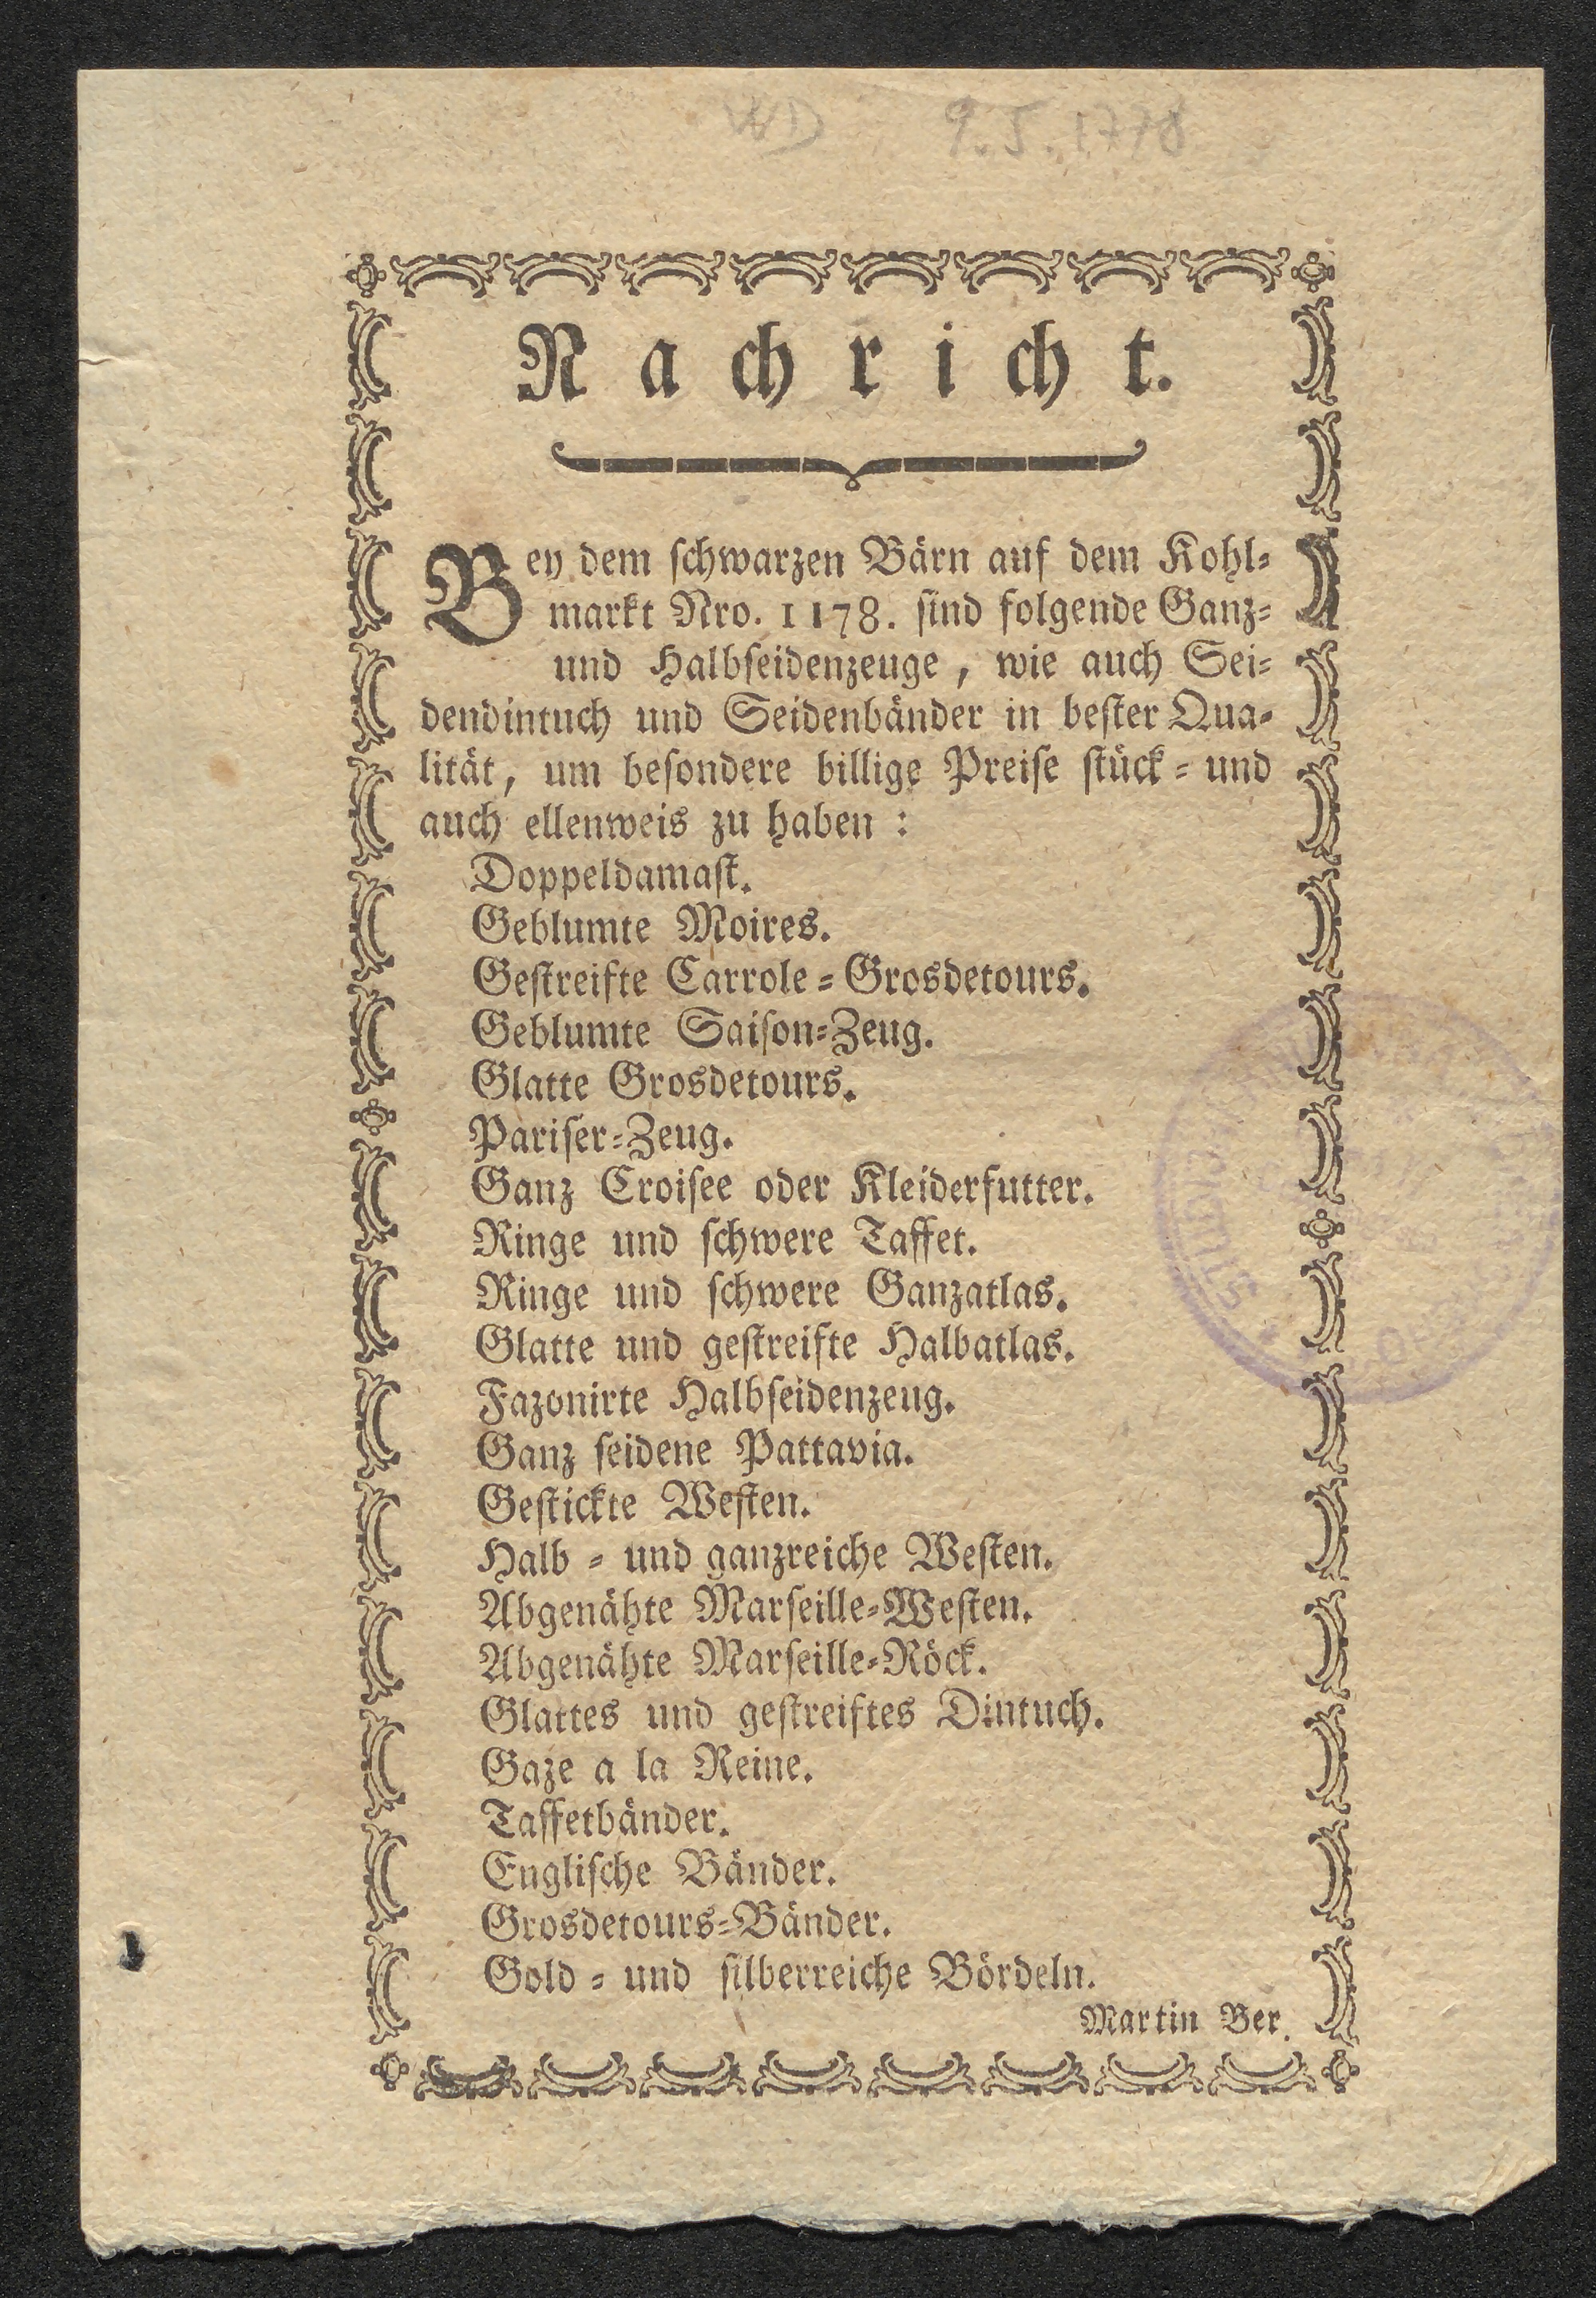 WD 9.5.1778
Nachricht.
Bey dem ſchwarzen Bärn auf dem Kohl-
markt Nro. 1178. ſind folgende Ganz-
und Halbſeidenzeuge, wie auch Sei-
dendintuch und Seidenbänder in beſter Qua-
lität, um beſondere billige Preiſe ſtück- und
auch ellenweis zu haben:
Doppeldamaſt.
Geblumte Moires.
Geſtreifte Carrole-Grosdetours.
Geblumte Saiſon-Zeug.
Glatte Grosdetours.
Pariſer-Zeug.
Ganz Croiſee oder Kleiderfutter.
Ringe und ſchwere Taffet.
Ringe und ſchwere Ganzatlas.
Glatte und geſtreifte Halbatlas.
Fazonirte Halbſeidenzeug.
Ganz ſeidene Pattavia.
Geſtickte Weſten.
Halb- und ganzreiche Weſten.
Abgenähte Marſeille-Weſten.
Abgenähte Marſeille-Röck.
Glattes und geſtreiftes Dintuch.
Gaze a la Reine.
Taffetbänder.
Engliſche Bänder.
Grosdetours-Bänder.
Gold- und ſilberreiche Bördeln.
Martin Ber.